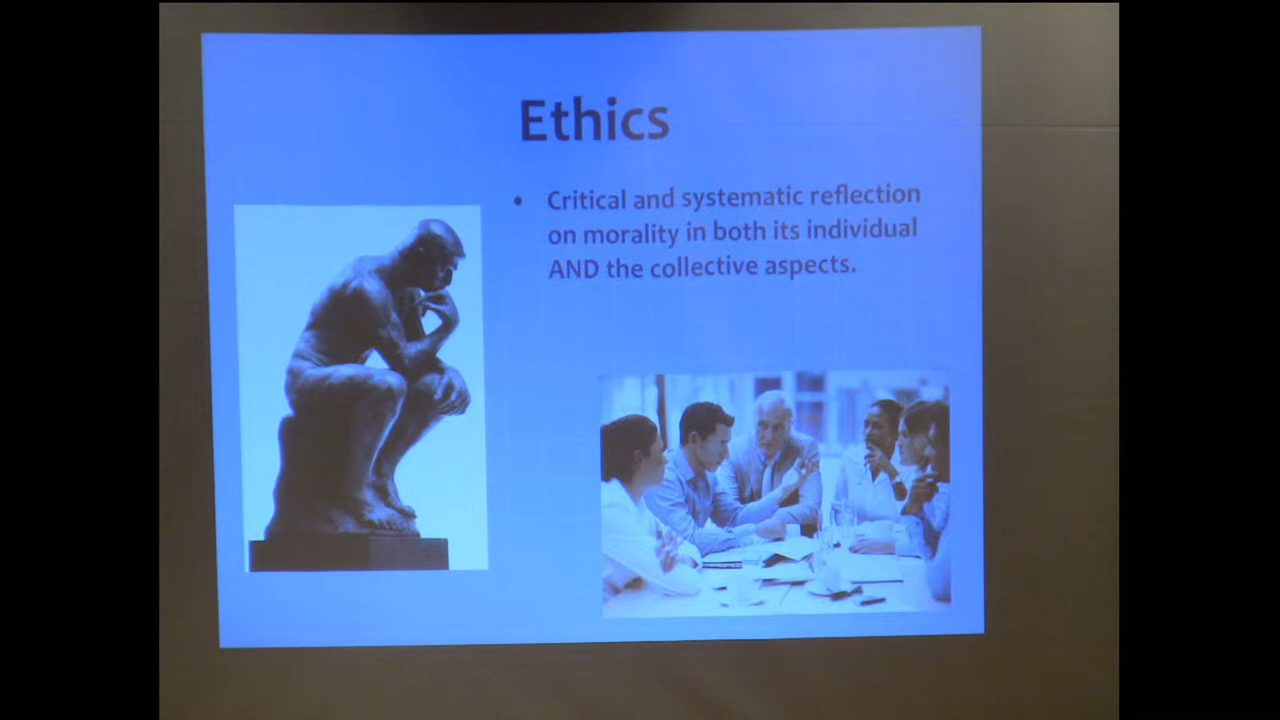 Ethics
• Critical and systematic reflection
on morality in both its individual
AND the collective aspects.